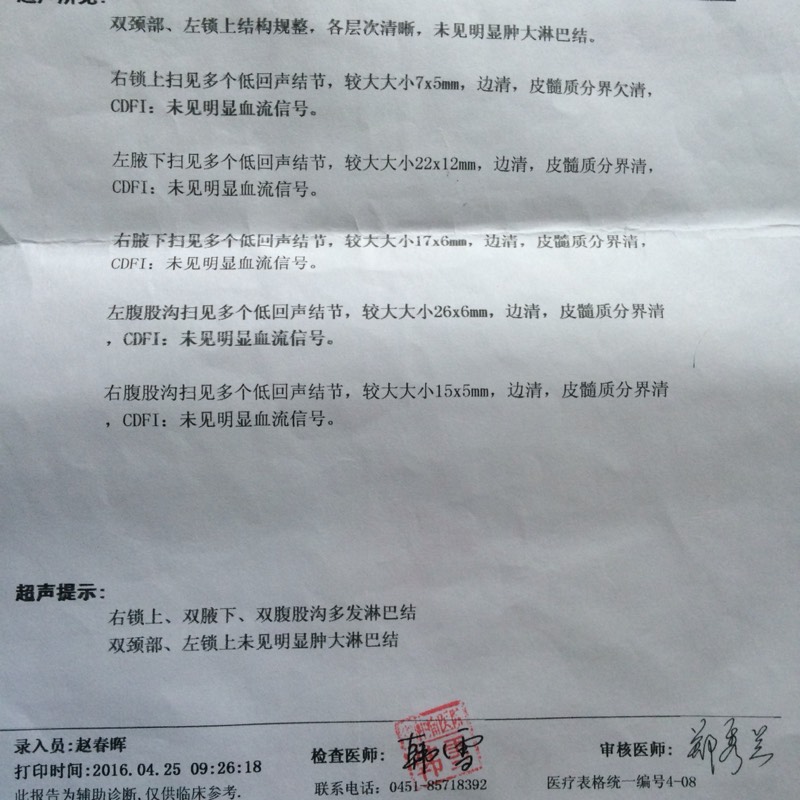 超声所见:
双颈部、左锁上结构规整，各层次清晰，未见明显肿大淋巴结。
右锁上扫见多个低回声结节，较大大小7x5mm，边清，皮髓质分界欠清，
CDFI：未见明显血流信号。
左腋下扫见多个低回声结节，较大大小22x12mm，边清，皮髓质分界清，
CDFI：未见明显血流信号。
右腋下扫见多个低回声结节，较大大小17x6mm，边清，皮髓质分界清，
CDFI：未见明显血流信号。
左腹股沟扫见多个低回声结节，较大大小26x6mm，边清，皮髓质分界清
，CDFI：未见明显血流信号。
右腹股沟扫见多个低回声结节，较大大小15x5mm，边清，皮髓质分界清
，CDFI：未见明显血流信号。
超声提示:
右锁上、双腋下、双腹股沟多发淋巴结
双颈部、左锁上未见明显肿大淋巴结
录入员:赵春晖
检查医师: 韩雪
审核医师: 郑秀兰
打印时间:2016.04.25 09:26:18
联系电话: 0451-85718392
医疗表格统一编号4-08
此报告为辅助诊断,仅供临床参考.